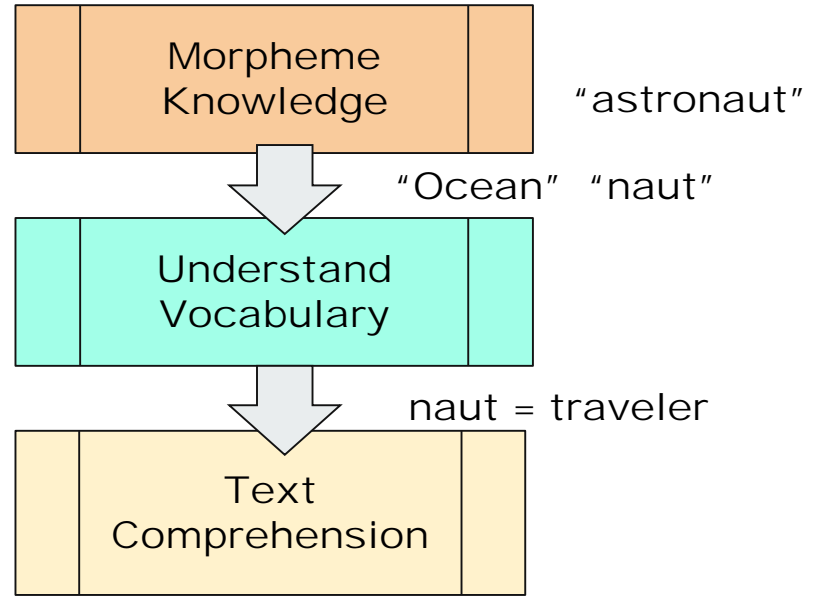 Morpheme
Knowledge
“astronaut”
“Ocean” “naut”
Understand
Vocabulary
naut = traveler
Text
Comprehension